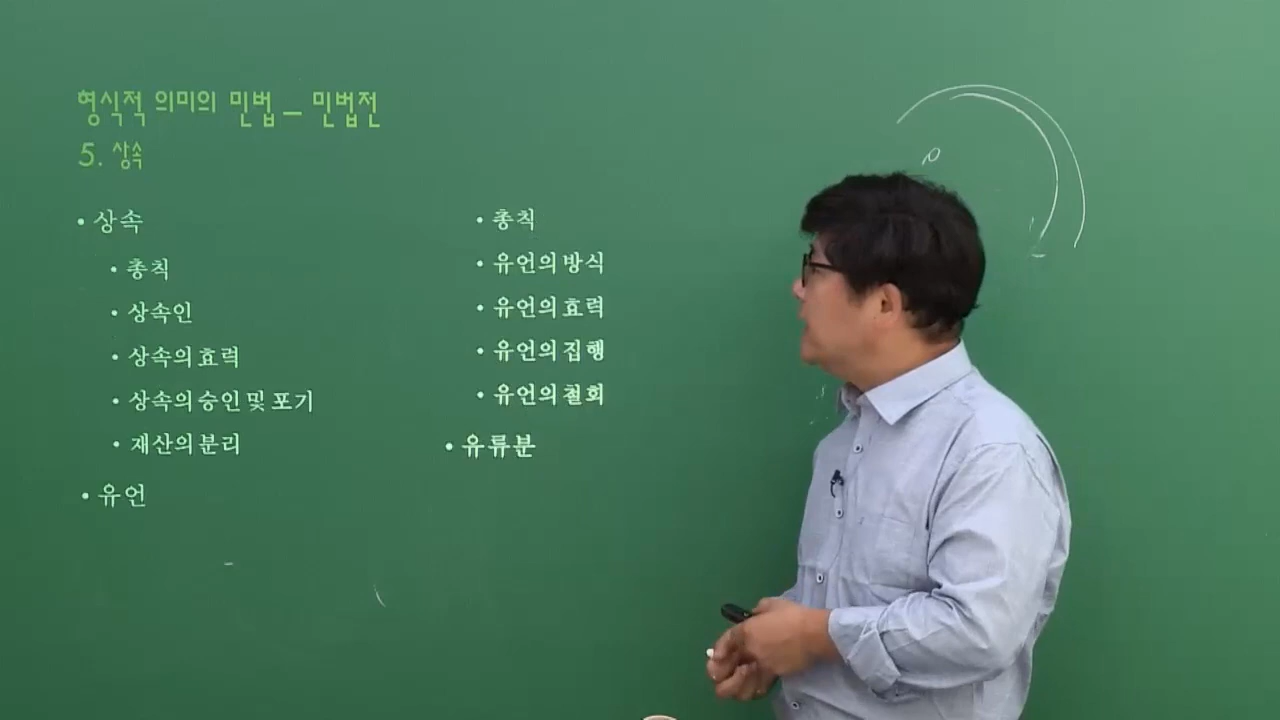 형식적 의미의 민법 – 민법전
5. 상속
• 상속
• 총칙
• 상속인
• 상속의 효력
• 상속의 승인 및 포기
• 재산의 분리
• 유언
• 총칙
• 유언의 방식
• 유언의 효력
• 유언의 집행
• 유언의 철회
• 유류분